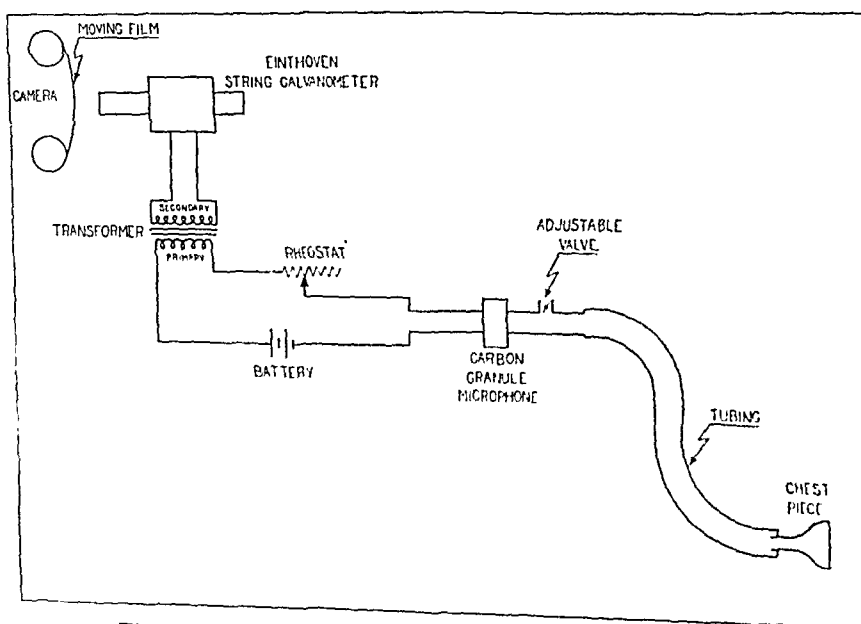 MOVING FILM
EINTHOVEN
STRING GALVANOMETER
CAMERA
SECONDARY
TRANSFORMER
PRIMARY
RHEOSTAT
ADJUSTABLE
VALVE
BATTERY
CARBON
GRANULE
MICROPHONE
TUBING
CHEST
PIECE